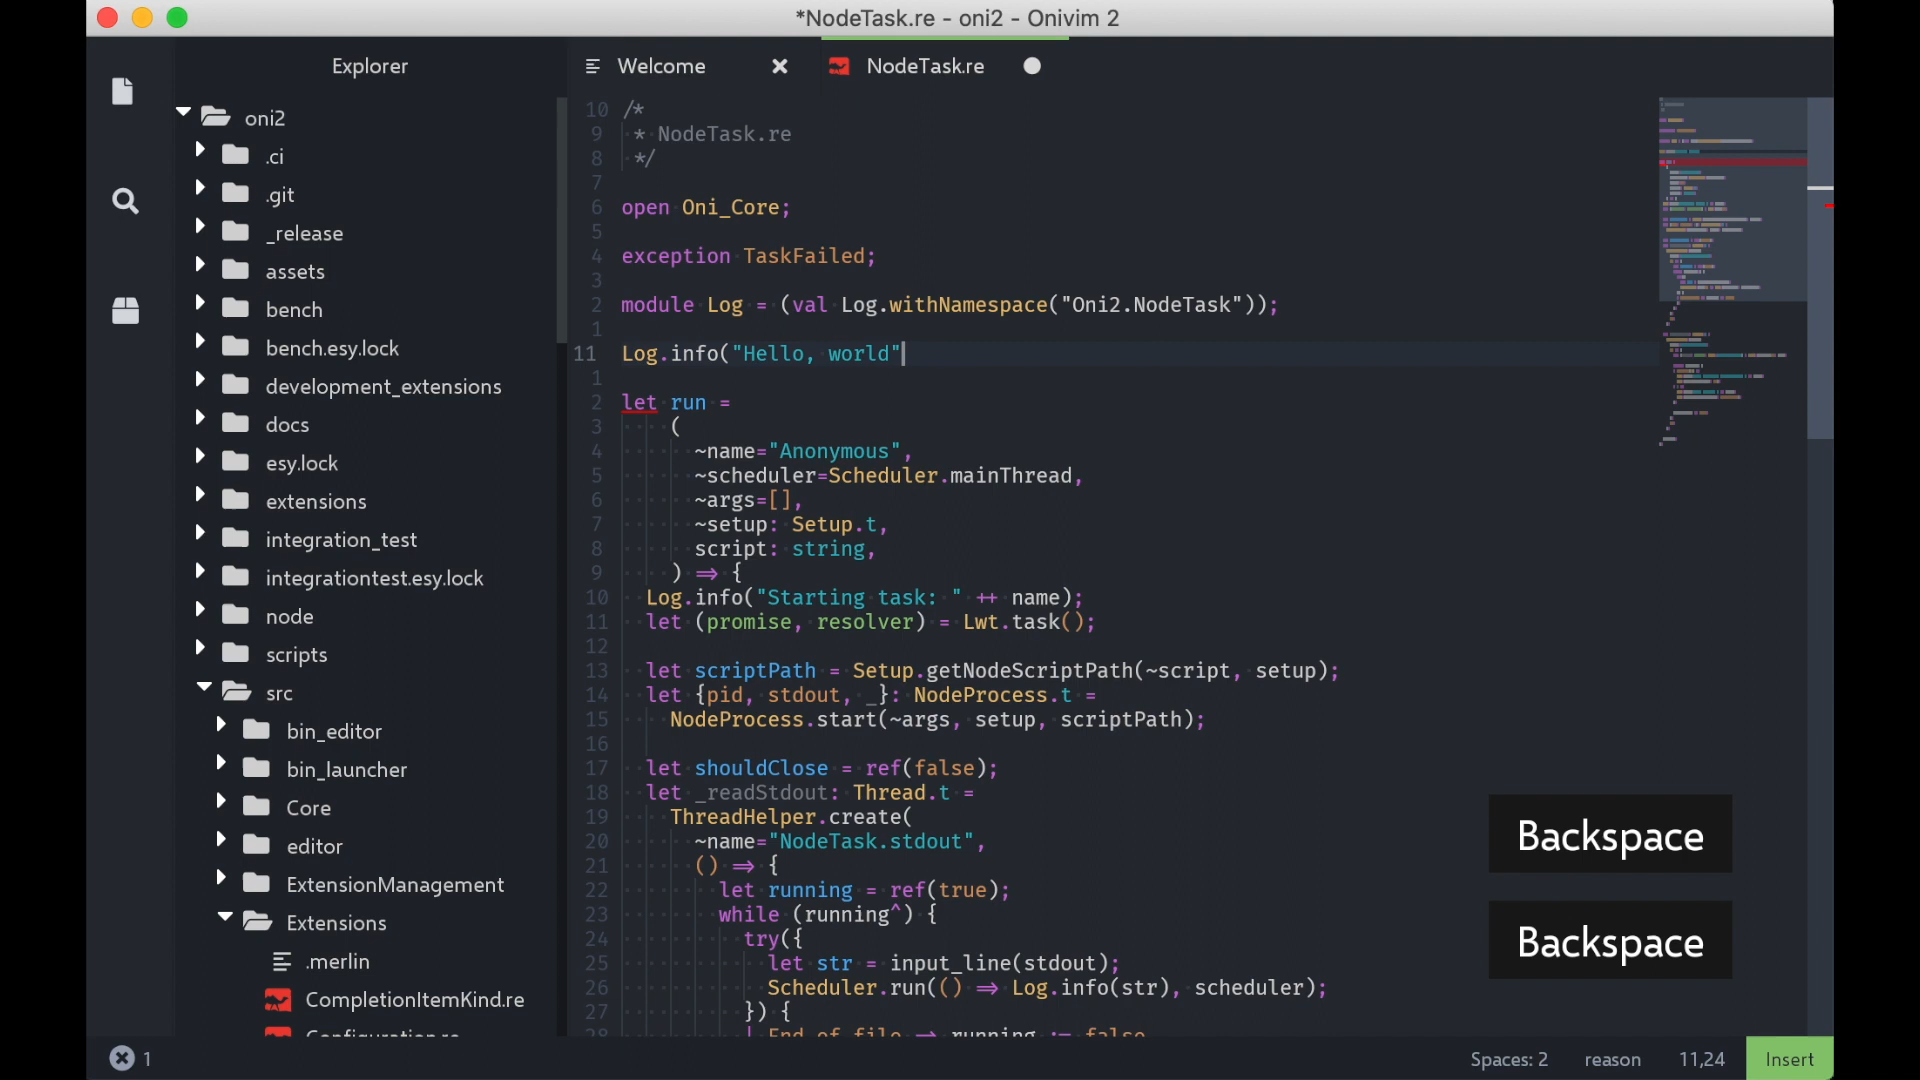 *NodeTask.re - oni2 - Onivim 2
Explorer
Welcome
NodeTask.re
oni2
.ci
.git
_release
assets
bench
bench.esy.lock
development_extensions
docs
esy.lock
extensions
integration_test
integrationtest.esy.lock
node
scripts
src
bin_editor
bin_launcher
Core
editor
ExtensionManagement
Extensions
.merlin
CompletionItemKind.re
Configuration.re
10 /*
9 * NodeTask.re
8 */
7
6 open Oni_Core;
5
4 exception TaskFailed;
3
2 module Log = (val Log.withNamespace("Oni2.NodeTask"));
1
11 Log.info("Hello, world"
1
2 let run =
3 (
4 ~name="Anonymous",
5 ~scheduler=Scheduler.mainThread,
6 ~args=[],
7 ~setup: Setup.t,
8 script: string,
9 ) => {
10 Log.info("Starting task: " ++ name);
11 let (promise, resolver) = Lwt.task();
12
13 let scriptPath = Setup.getNodeScriptPath(~script, setup);
14 let {pid, stdout, _}: NodeProcess.t =
15 NodeProcess.start(~args, setup, scriptPath);
16
17 let shouldClose = ref(false);
18 let _readStdout: Thread.t =
19 ThreadHelper.create(
20 ~name="NodeTask.stdout",
21 () => {
22 let running = ref(true);
23 while (running^) {
24 try({
25 let str = input_line(stdout);
26 Scheduler.run(() => Log.info(str), scheduler);
27 }) {
28 | End_of_file => running := false
Backspace
Backspace
1
Spaces: 2
reason
11,24
Insert